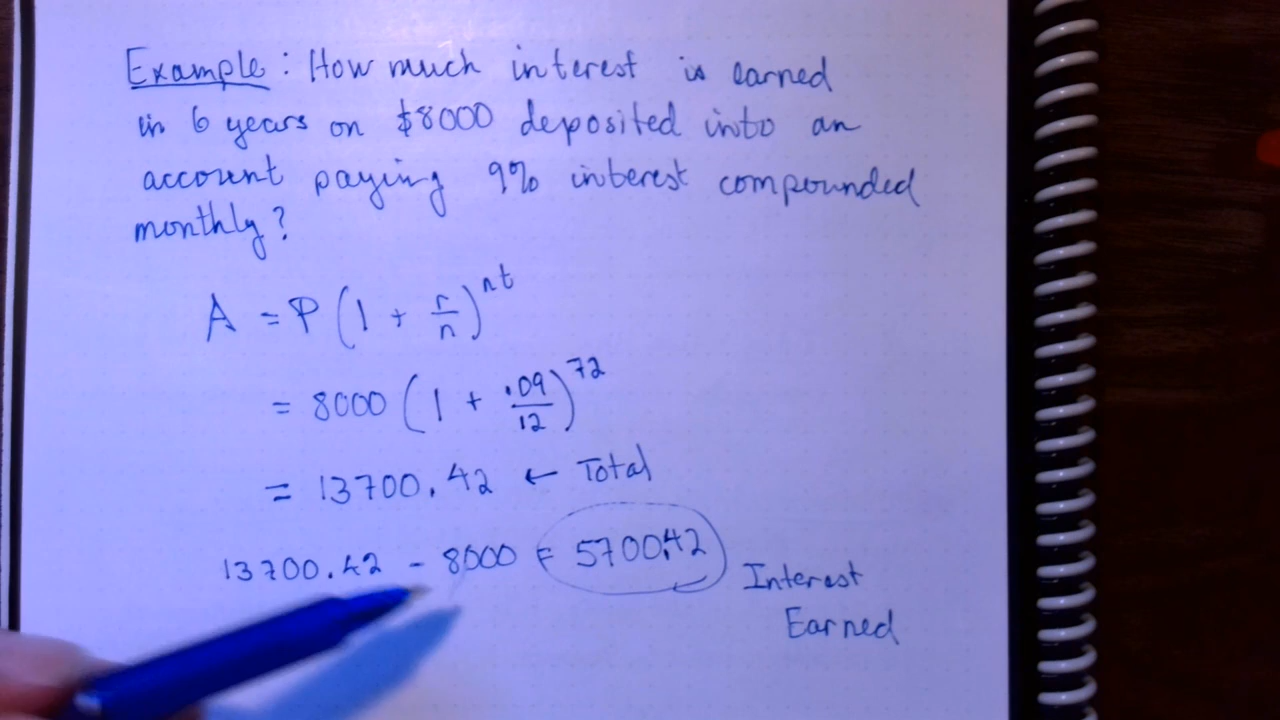 Example: How much interest is earned
in 6 years on $8000 deposited into an
account paying 9% interest compounded
monthly?
A = P(1 + r/n)^nt
= 8000(1 + .09/12)^72
= 13700.42 ← Total
13700.42 - 8000 = 5700.42
Interest
Earned